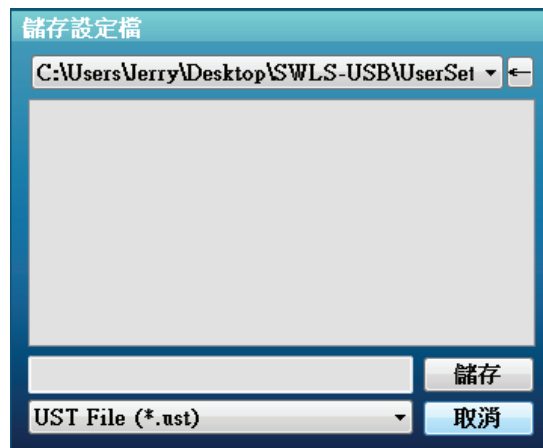 儲存設定檔
C:\Users\Jerry\Desktop\SWLS-USB\UserSet
儲存
UST File (*.ust)
取消